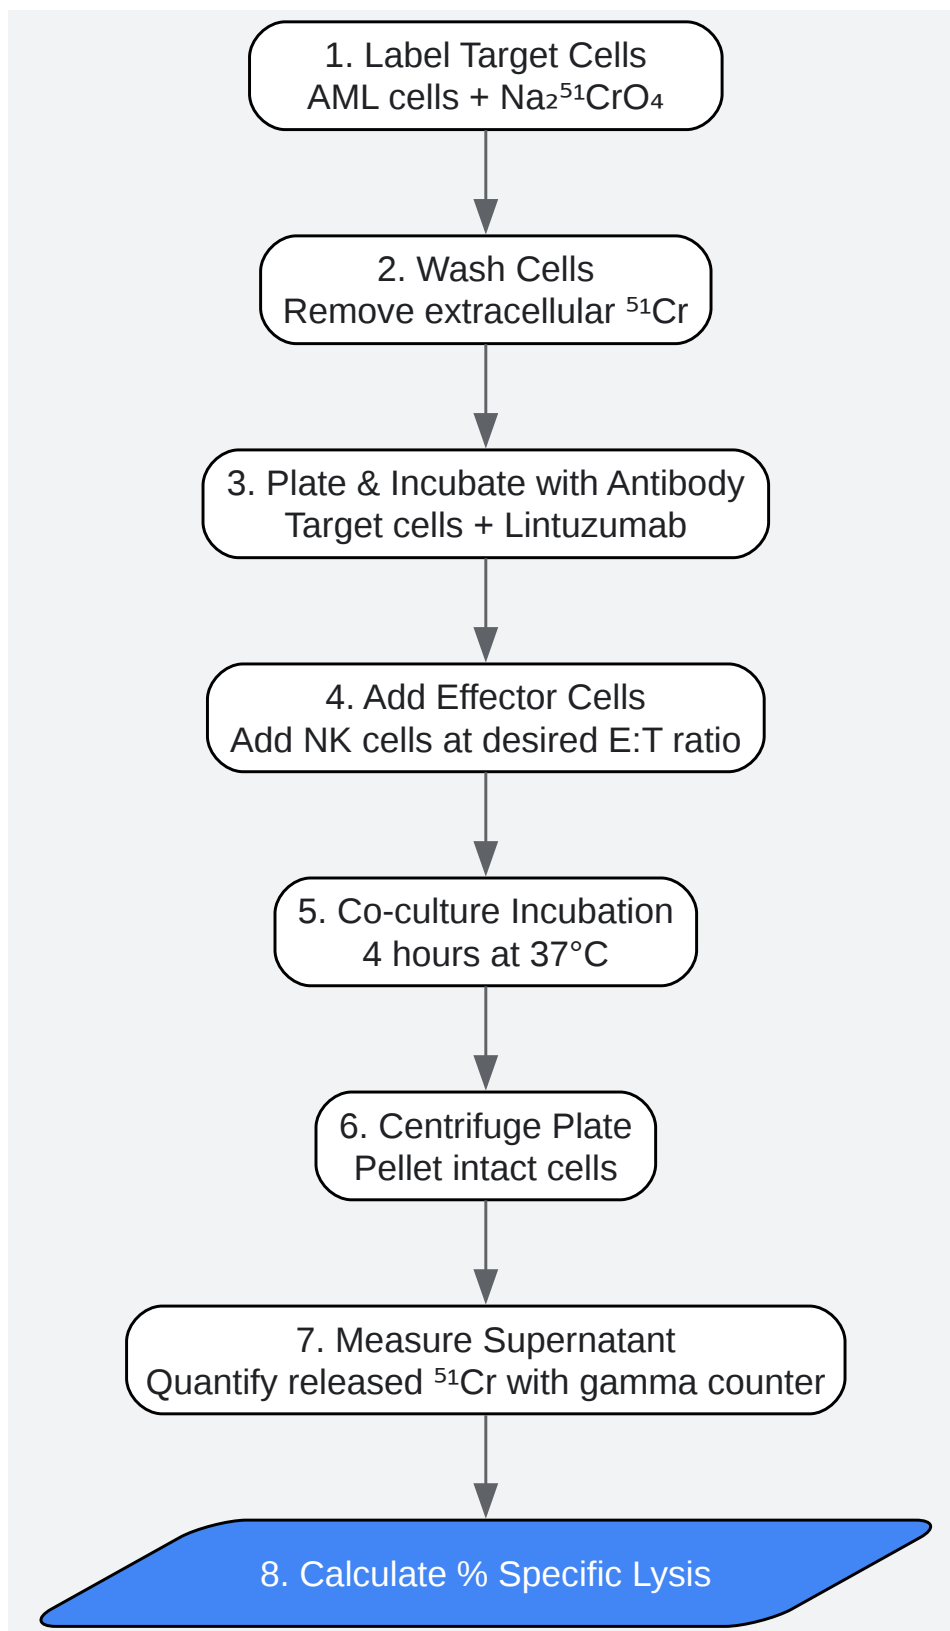 1. Label Target Cells
AML cells + Na₂⁵¹CrO₄
2. Wash Cells
Remove extracellular ⁵¹Cr
3. Plate & Incubate with Antibody
Target cells + Lintuzumab
4. Add Effector Cells
Add NK cells at desired E:T ratio
5. Co-culture Incubation
4 hours at 37°C
6. Centrifuge Plate
Pellet intact cells
7. Measure Supernatant
Quantify released ⁵¹Cr with gamma counter
8. Calculate % Specific Lysis